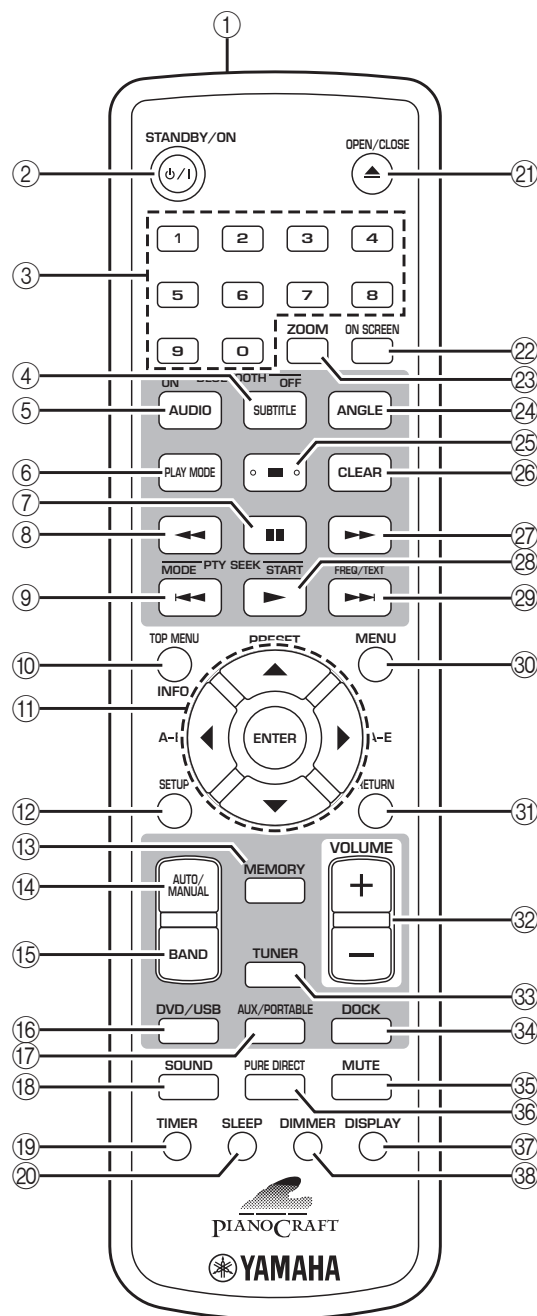 ①
STANDBY/ON OPEN/CLOSE
② ㉑
1 2 3 4
③
5 6 7 8
9 0 ZOOM ON SCREEN
㉒
④ ㉓
ON OFF
⑤ AUDIO SUBTITLE ANGLE ㉔
㉕
⑥ PLAY MODE CLEAR ㉖
⑦
⑧ ㉗
MODE PTY SEEK START FREQ/TEXT
㉘
⑨ ㉙
TOP MENU PRESET MENU
⑩ ㉚
INFO
⑪
ENTER A-E
SETUP RETURN
⑫ ㉛
⑬ VOLUME
MEMORY
⑭ AUTO/MANUAL +
㉜
⑮ BAND TUNER −
㉝
DVD/USB AUX/PORTABLE DOCK
⑯ ㉞
⑰
SOUND PURE DIRECT MUTE
⑱ ㉟
㊱
TIMER SLEEP DIMMER DISPLAY
⑲ ㊲
⑳ ㊳
PIANOCRAFT
YAMAHA